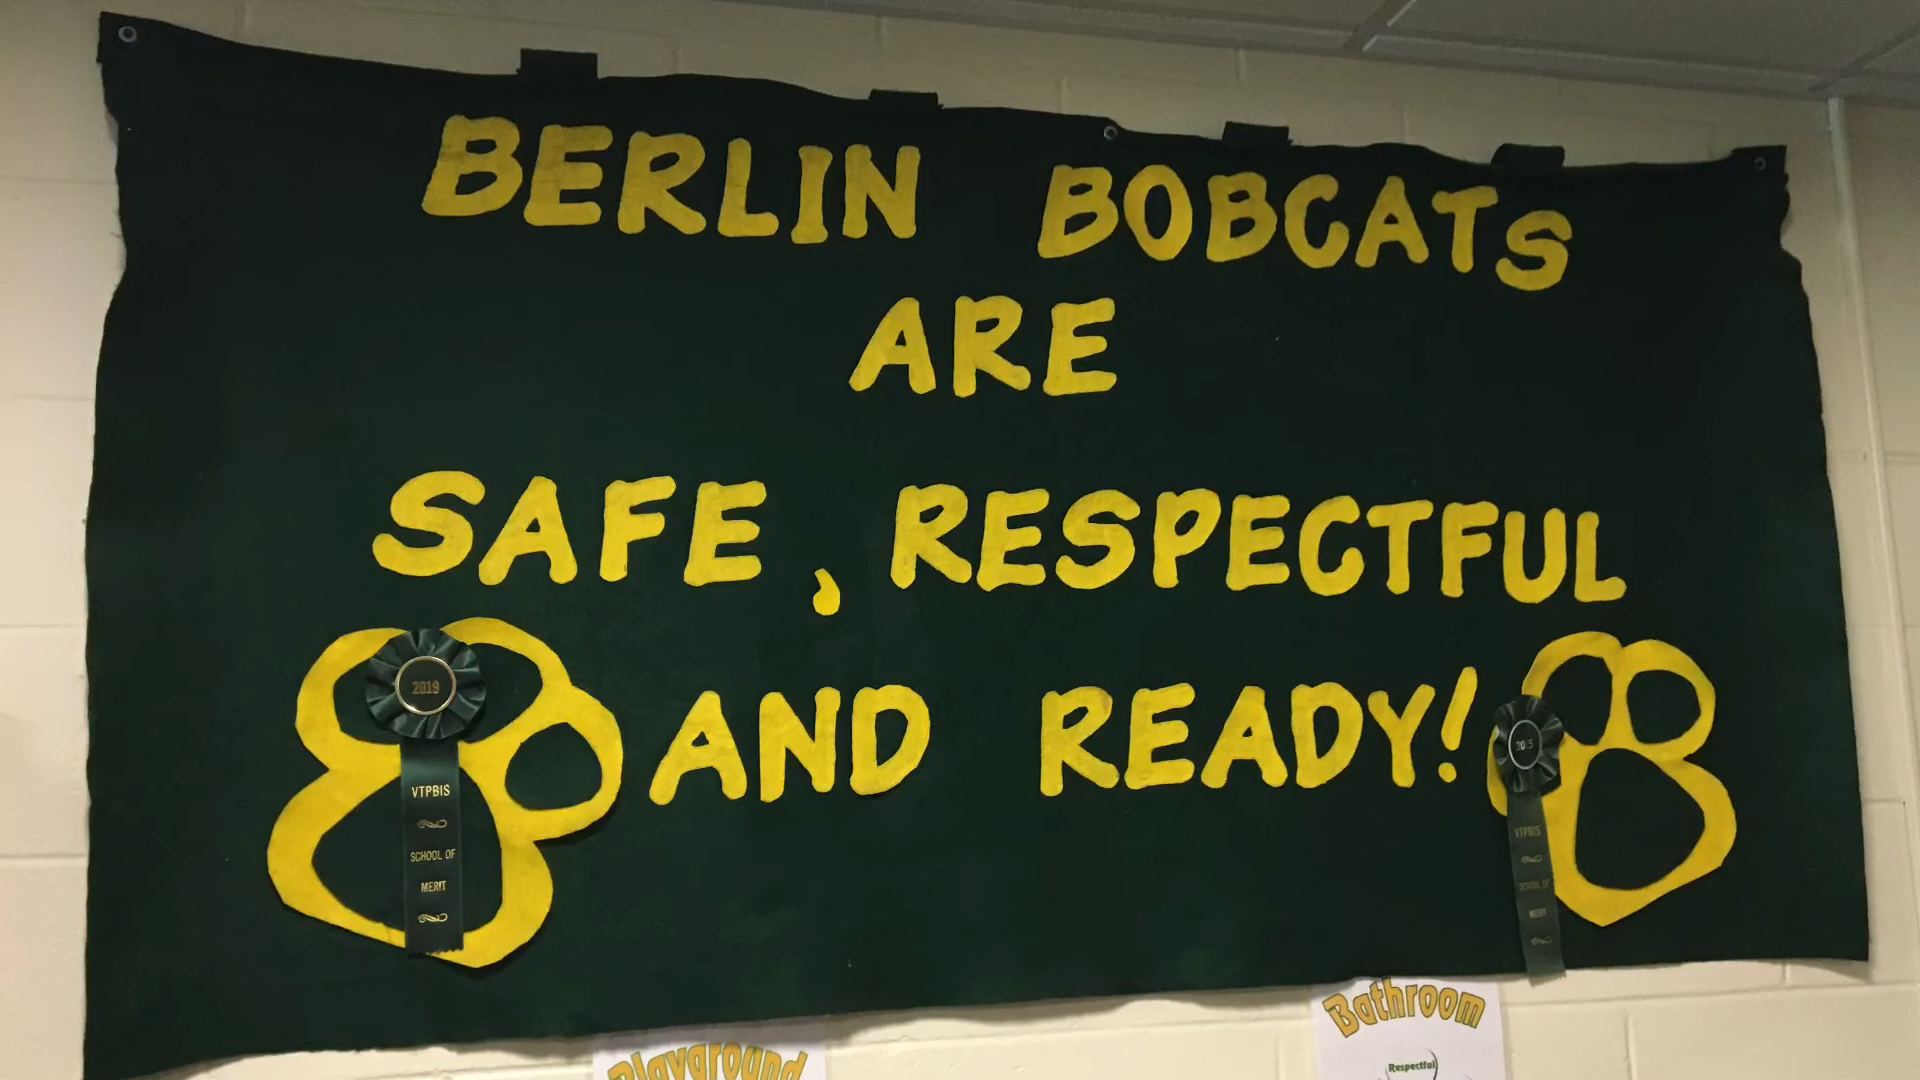 BERLIN BOBCATS
ARE
SAFE, RESPECTFUL
AND READY!
2019
VTPBIS
SCHOOL OF
MERIT
2015
VTPBIS
SCHOOL OF
MERIT
Playground
Bathroom
Respectful